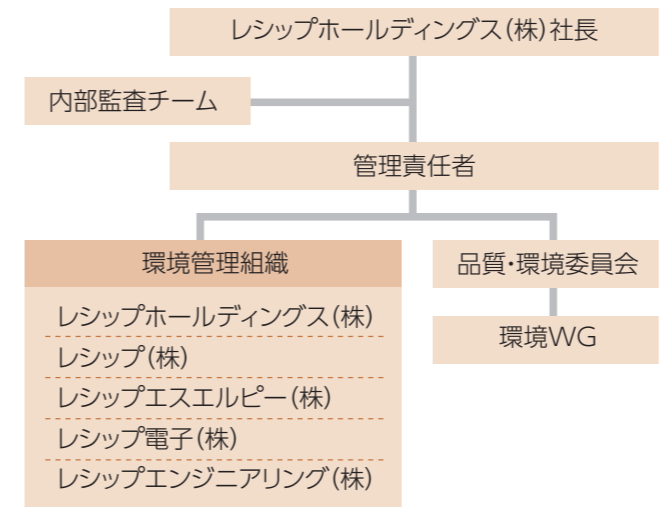 レシップホールディングス(株)社長
内部監査チーム
管理責任者
環境管理組織
レシップホールディングス(株)
レシップ(株)
レシップエスエルピー(株)
レシップ電子(株)
レシップエンジニアリング(株)
品質・環境委員会
環境WG